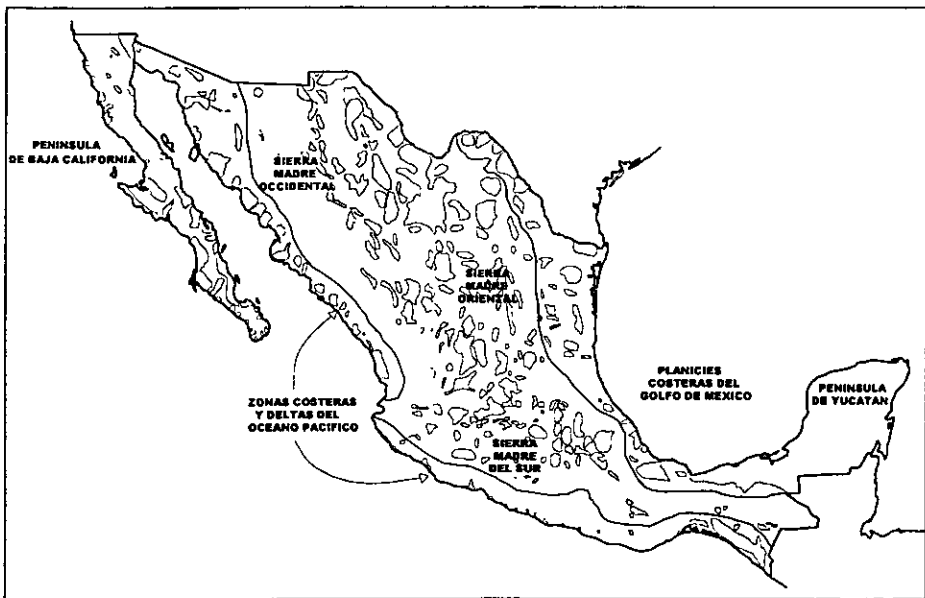 PENINSULA
DE BAJA CALIFORNIA
SIERRA
MADRE
OCCIDENTAL
SIERRA
MADRE
ORIENTAL
PLANICIES
COSTERAS DEL
GOLFO DE MEXICO
PENINSULA
DE YUCATAN
ZONAS COSTERAS
Y DELTAS DEL
OCEANO PACIFICO
SIERRA
MADRE
DEL SUR